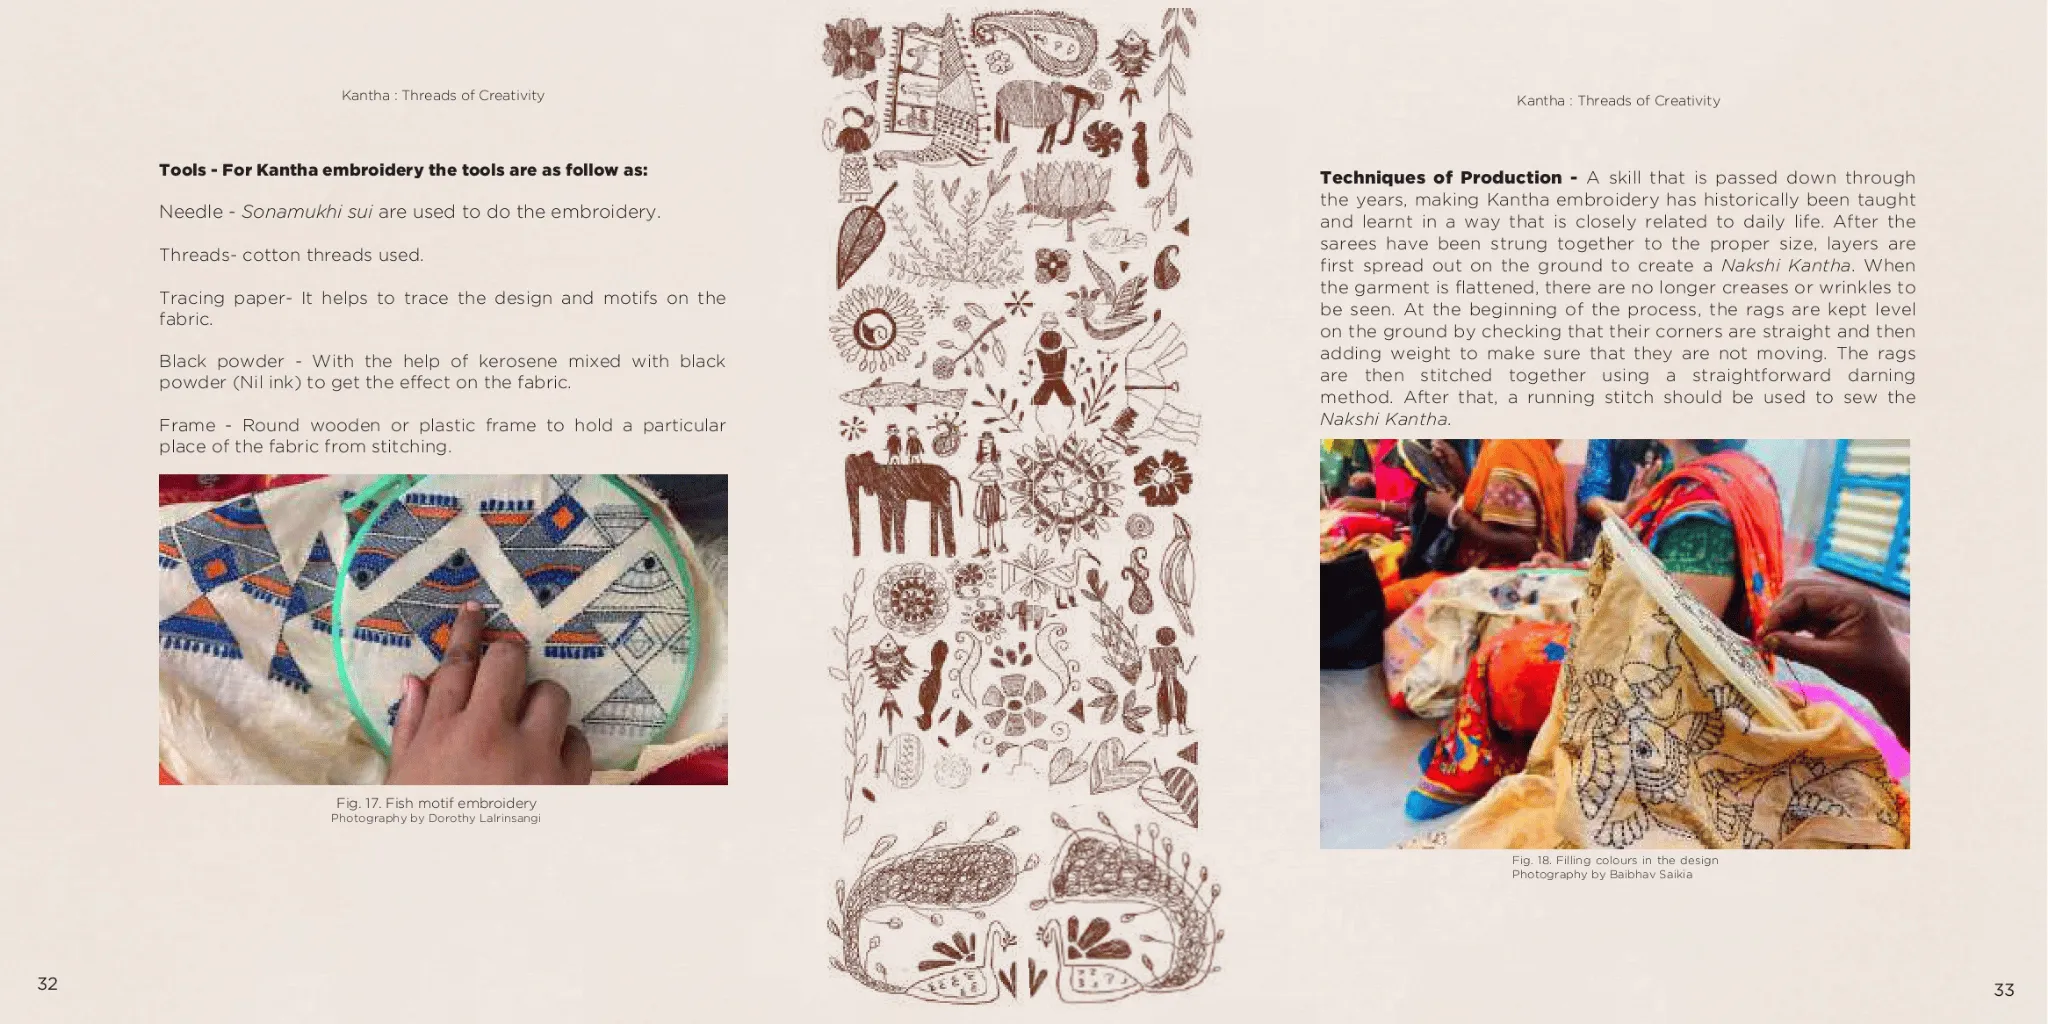 Kantha : Threads of Creativity
Tools - For Kantha embroidery the tools are as follow as:
Needle - Sonamukhi sui are used to do the embroidery.
Threads- cotton threads used.
Tracing paper- It helps to trace the design and motifs on the
fabric.
Black powder - With the help of kerosene mixed with black
powder (Nil ink) to get the effect on the fabric.
Frame - Round wooden or plastic frame to hold a particular
place of the fabric from stitching.
Fig. 17. Fish motif embroidery
Photography by Dorothy Lalrinsangi
32
Kantha : Threads of Creativity
Techniques of Production - A skill that is passed down through
the years, making Kantha embroidery has historically been taught
and learnt in a way that is closely related to daily life. After the
sarees have been strung together to the proper size, layers are
first spread out on the ground to create a Nakshi Kantha. When
the garment is flattened, there are no longer creases or wrinkles to
be seen. At the beginning of the process, the rags are kept level
on the ground by checking that their corners are straight and then
adding weight to make sure that they are not moving. The rags
are then stitched together using a straightforward darning
method. After that, a running stitch should be used to sew the
Nakshi Kantha.
Fig. 18. Filling colours in the design
Photography by Baibhav Saikia
33